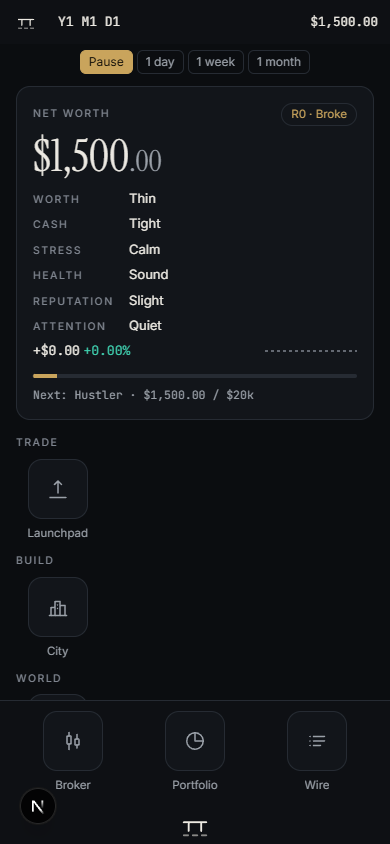 Y1 M1 D1 $1,500.00
Pause 1 day 1 week 1 month
NET WORTH R0 · Broke
$1,500.00
WORTH Thin
CASH Tight
STRESS Calm
HEALTH Sound
REPUTATION Slight
ATTENTION Quiet
+$0.00 +0.00%
Next: Hustler · $1,500.00 / $20k
TRADE
Launchpad
BUILD
City
WORLD
Broker Portfolio Wire
N